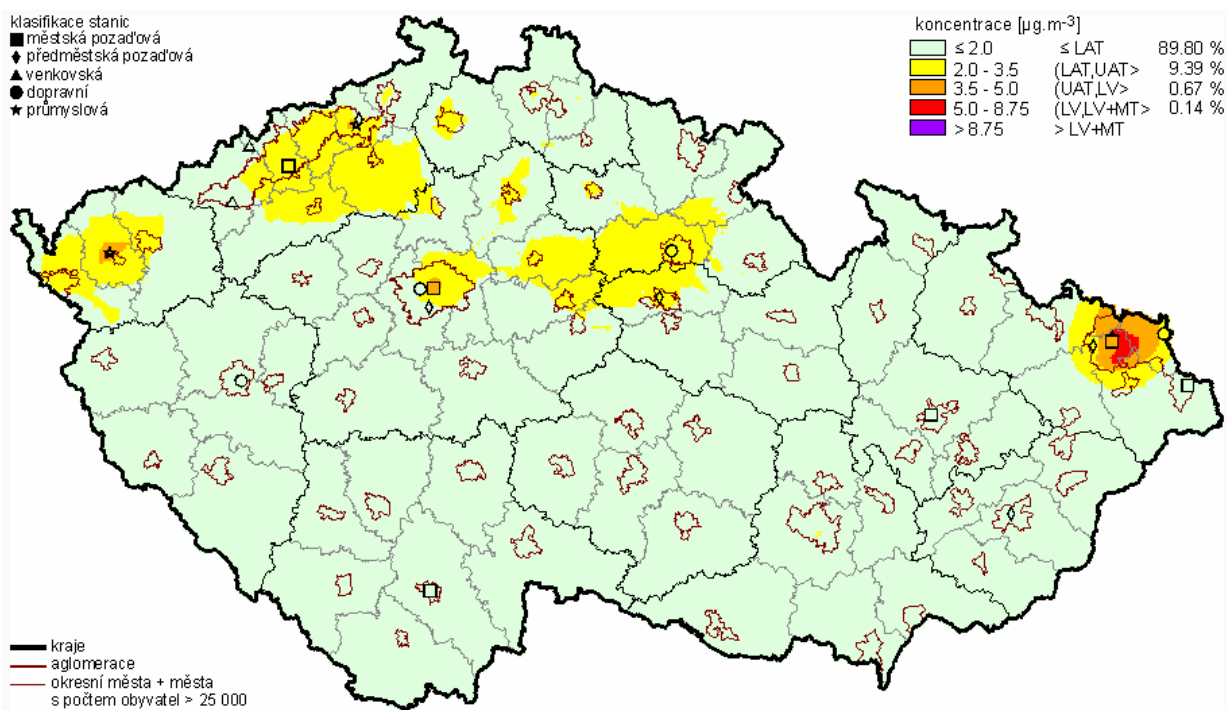 klasifikace stanic
městská pozaďová
předměstská pozaďová
venkovská
dopravní
průmyslová
koncentrace [µg.m-3]
≤ 2.0 ≤ LAT 89.80 %
2.0 - 3.5 (LAT,UAT> 9.39 %
3.5 - 5.0 (UAT,LV> 0.67 %
5.0 - 8.75 (LV,LV+MT> 0.14 %
> 8.75 > LV+MT
kraje
aglomerace
okresní města + města
s počtem obyvatel > 25 000